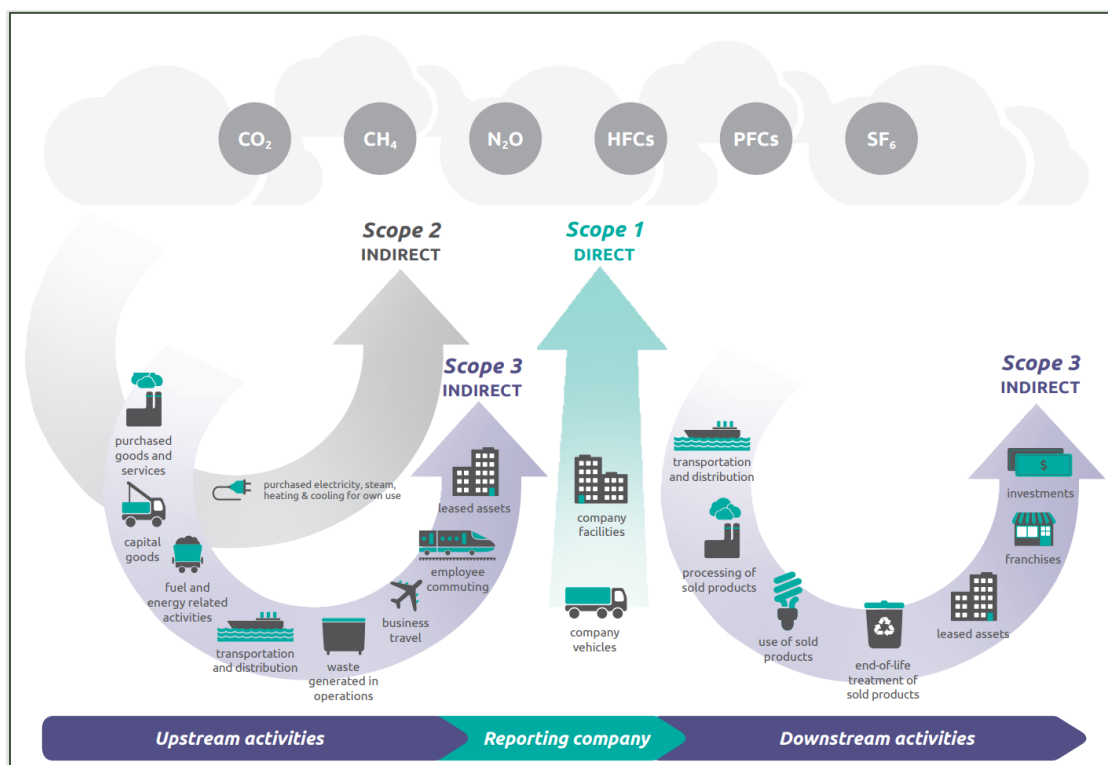 CO₂
CH₄
N₂O
HFCs
PFCs
SF₆
Scope 2
INDIRECT
Scope 1
DIRECT
Scope 3
INDIRECT
Scope 3
INDIRECT
purchased
goods and
services
capital
goods
fuel and
energy related
activities
transportation
and distribution
waste
generated in
operations
business
travel
employee
commuting
leased assets
purchased electricity, steam,
heating & cooling for own use
company
facilities
company
vehicles
transportation
and distribution
processing of
sold products
use of sold
products
end-of-life
treatment of
sold products
leased assets
franchises
$
investments
Upstream activities
Reporting company
Downstream activities